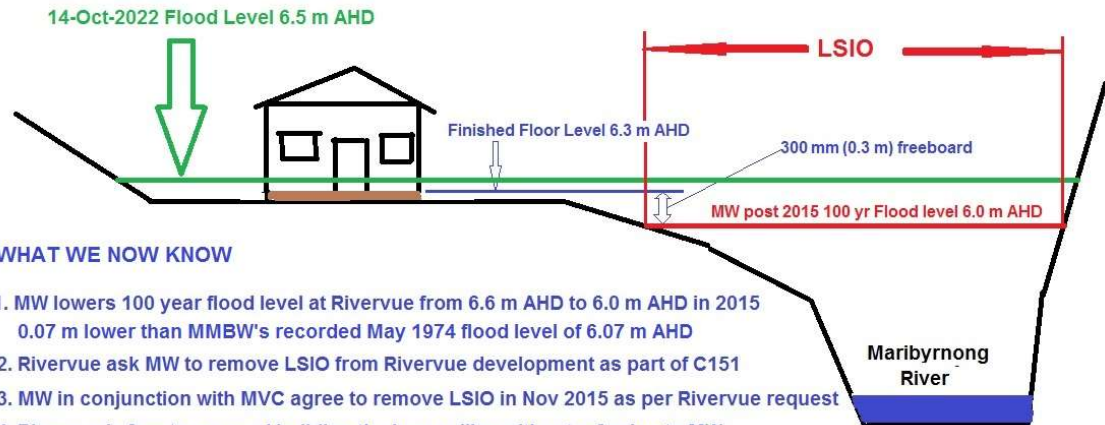 14-Oct-2022 Flood Level 6.5 m AHD
LSIO
Finished Floor Level 6.3 m AHD
300 mm (0.3 m) freeboard
MW post 2015 100 yr Flood level 6.0 m AHD
WHAT WE NOW KNOW
1. MW lowers 100 year flood level at Rivervue from 6.6 m AHD to 6.0 m AHD in 2015
0.07 m lower than MMBW's recorded May 1974 flood level of 6.07 m AHD
2. Rivervue ask MW to remove LSIO from Rivervue development as part of C151
3. MW in conjunction with MVC agree to remove LSIO in Nov 2015 as per Rivervue request
Maribyrnong
River